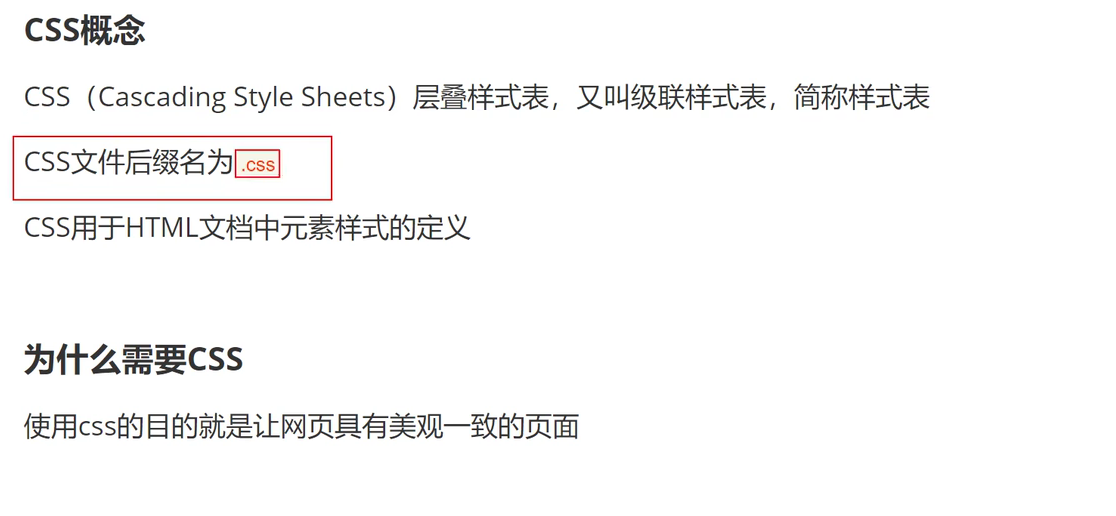 CSS概念
CSS（Cascading Style Sheets）层叠样式表，又叫级联样式表，简称样式表
CSS文件后缀名为.css
CSS用于HTML文档中元素样式的定义
为什么需要CSS
使用css的目的就是让网页具有美观一致的页面